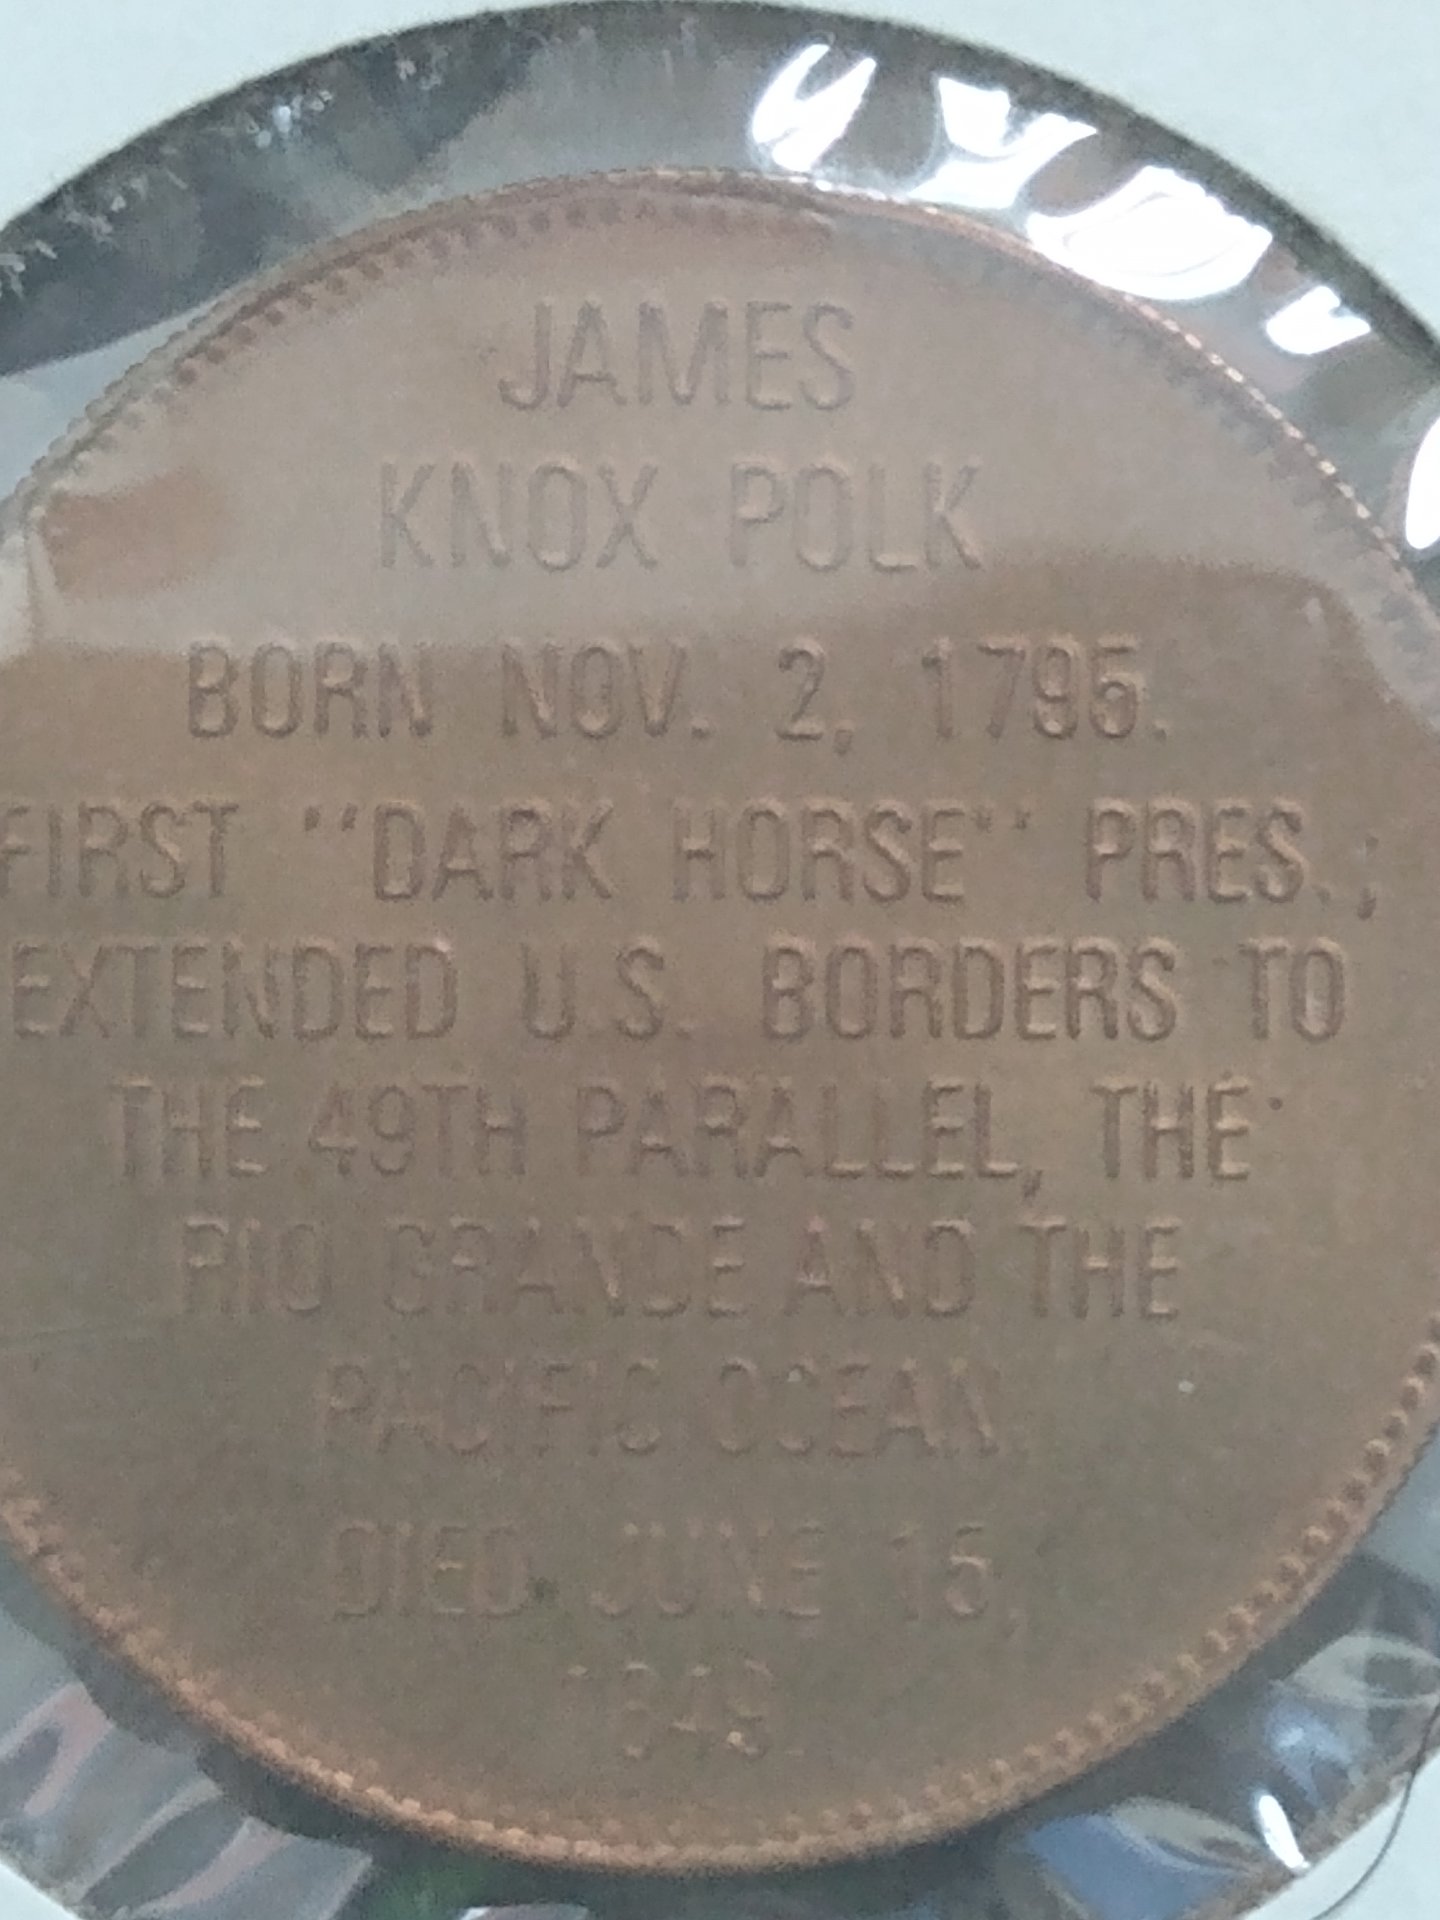 JAMES
KNOX POLK
BORN NOV. 2, 1795.
FIRST "DARK HORSE" PRES.;
EXTENDED U.S. BORDERS TO
THE 49TH PARALLEL, THE
RIO GRANDE AND THE
PACIFIC OCEAN.
DIED JUNE 15,
1849.